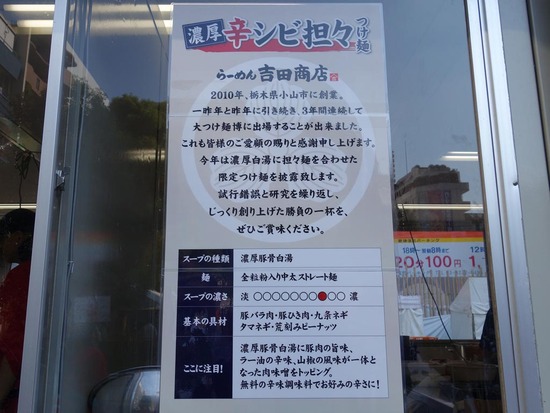 濃厚辛シビ担々つけ麺
らーめん 吉田商店
2010年、栃木県小山市に創業。
一昨年と昨年に引き続き、3年間連続して
大つけ麺博に出場することが出来ました。
これも皆様のご愛顧の賜りと感謝申し上げます。
今年は濃厚白湯に担々麺を合わせた
限定つけ麺を披露致します。
試行錯誤と研究を繰り返し、
じっくり創り上げた勝負の一杯を、
ぜひご賞味ください。
スープの種類 濃厚豚骨白湯
麺 全粒粉入り中太ストレート麺
スープの濃さ 淡 ○○○○○○○●○○ 濃
基本の具材 豚バラ肉・豚ひき肉・九条ネギ
タマネギ・荒刻みピーナッツ
ここに注目! 濃厚豚骨白湯に豚肉の旨味、
ラー油の辛味、山椒の風味が一体と
なった肉味噌をトッピング。
無料の辛味調味料でお好みの辛さに!
20分100円